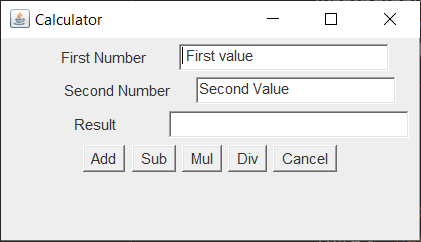 Calculator
First Number First value
Second Number Second Value
Result
Add Sub Mul Div Cancel